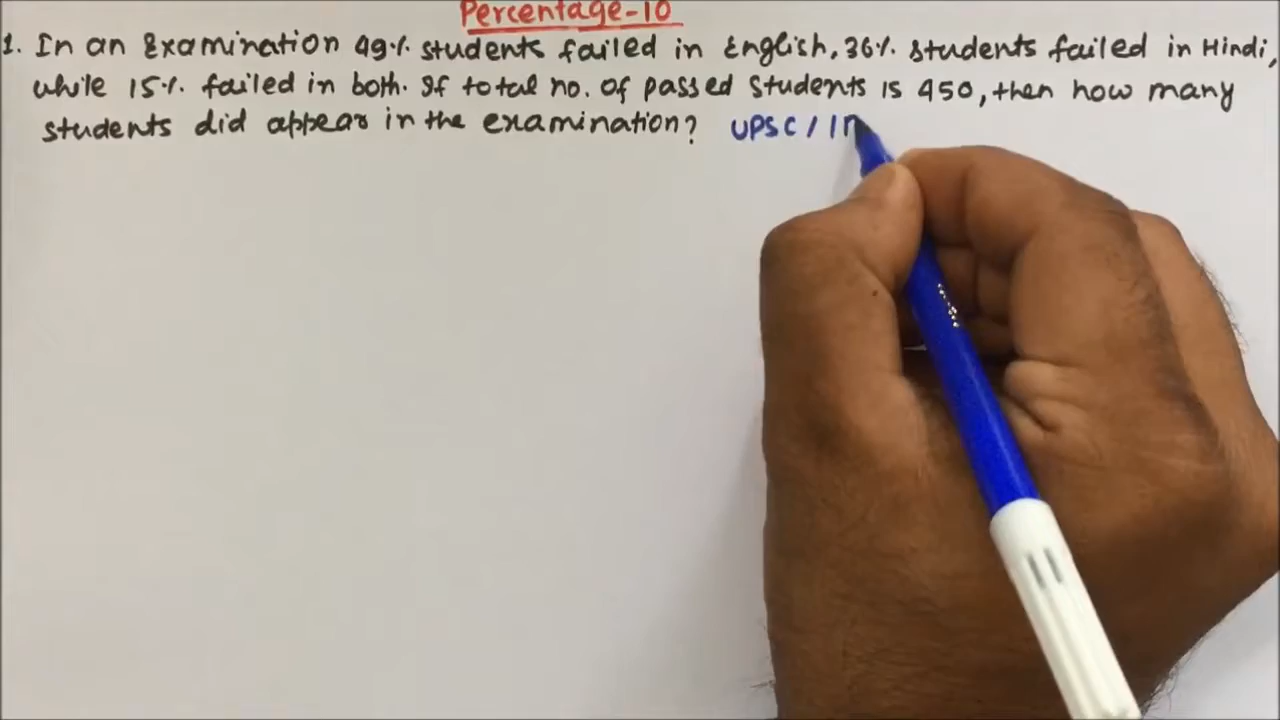 Percentage-10
1. In an Examination 49% students failed in English, 36% students failed in Hindi,
while 15% failed in both. If total no. of passed students is 450, then how many
students did appear in the examination? UPSC /